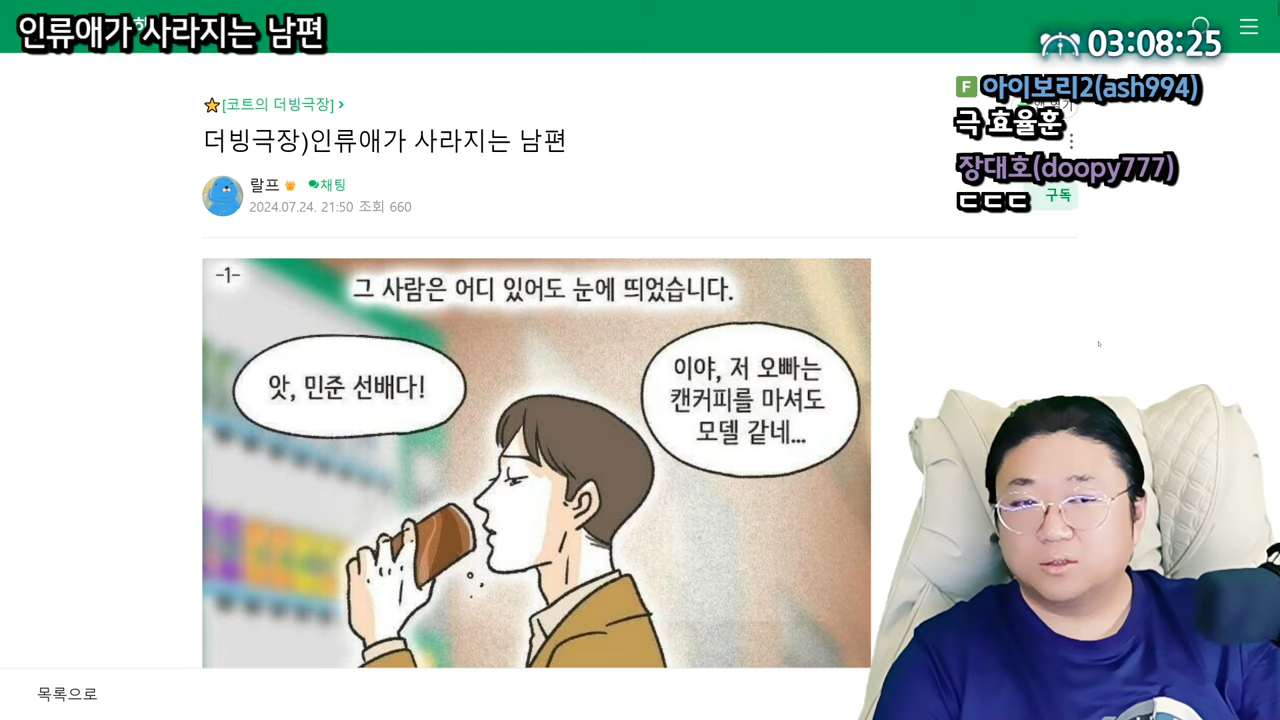 인류애가 사라지는 남편
03:08:25
⭐[코트의 더빙극장] >
더빙극장)인류애가 사라지는 남편
랄프 채팅
2024.07.24. 21:50 조회 660
F 아이보리2(ash994)
극 효율훈
장대호(doopy777)
ㄷㄷㄷ
구독
-1-
그 사람은 어디 있어도 눈에 띄었습니다.
앗, 민준 선배다!
이야, 저 오빠는
캔커피를 마셔도
모델 같네...
목록으로